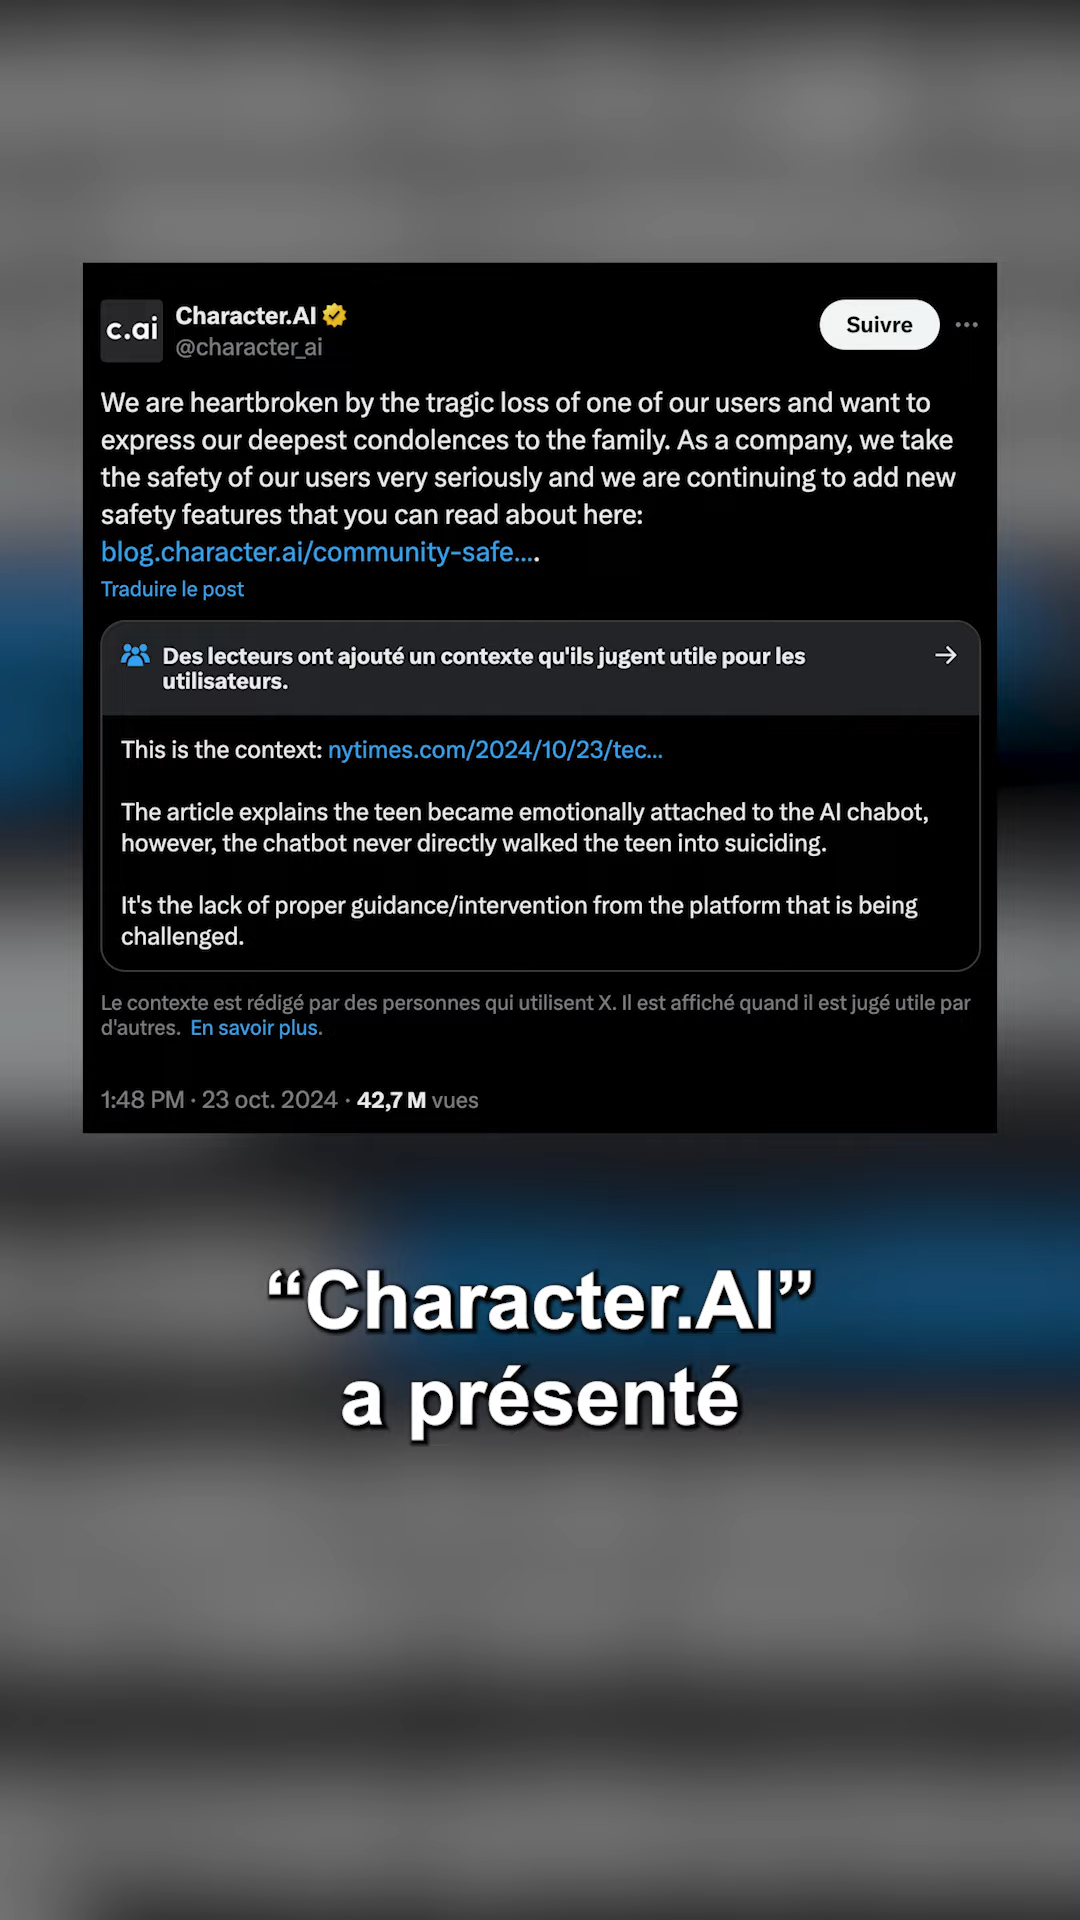 c.ai
Character.AI
@character_ai
Suivre
We are heartbroken by the tragic loss of one of our users and want to
express our deepest condolences to the family. As a company, we take
the safety of our users very seriously and we are continuing to add new
safety features that you can read about here:
blog.character.ai/community-safe….
Traduire le post
Des lecteurs ont ajouté un contexte qu'ils jugent utile pour les
utilisateurs.
This is the context: nytimes.com/2024/10/23/tec…
The article explains the teen became emotionally attached to the AI chabot,
however, the chatbot never directly walked the teen into suiciding.
It's the lack of proper guidance/intervention from the platform that is being
challenged.
Le contexte est rédigé par des personnes qui utilisent X. Il est affiché quand il est jugé utile par
d'autres. En savoir plus.
1:48 PM · 23 oct. 2024 · 42,7 M vues
“Character.AI”
a présenté